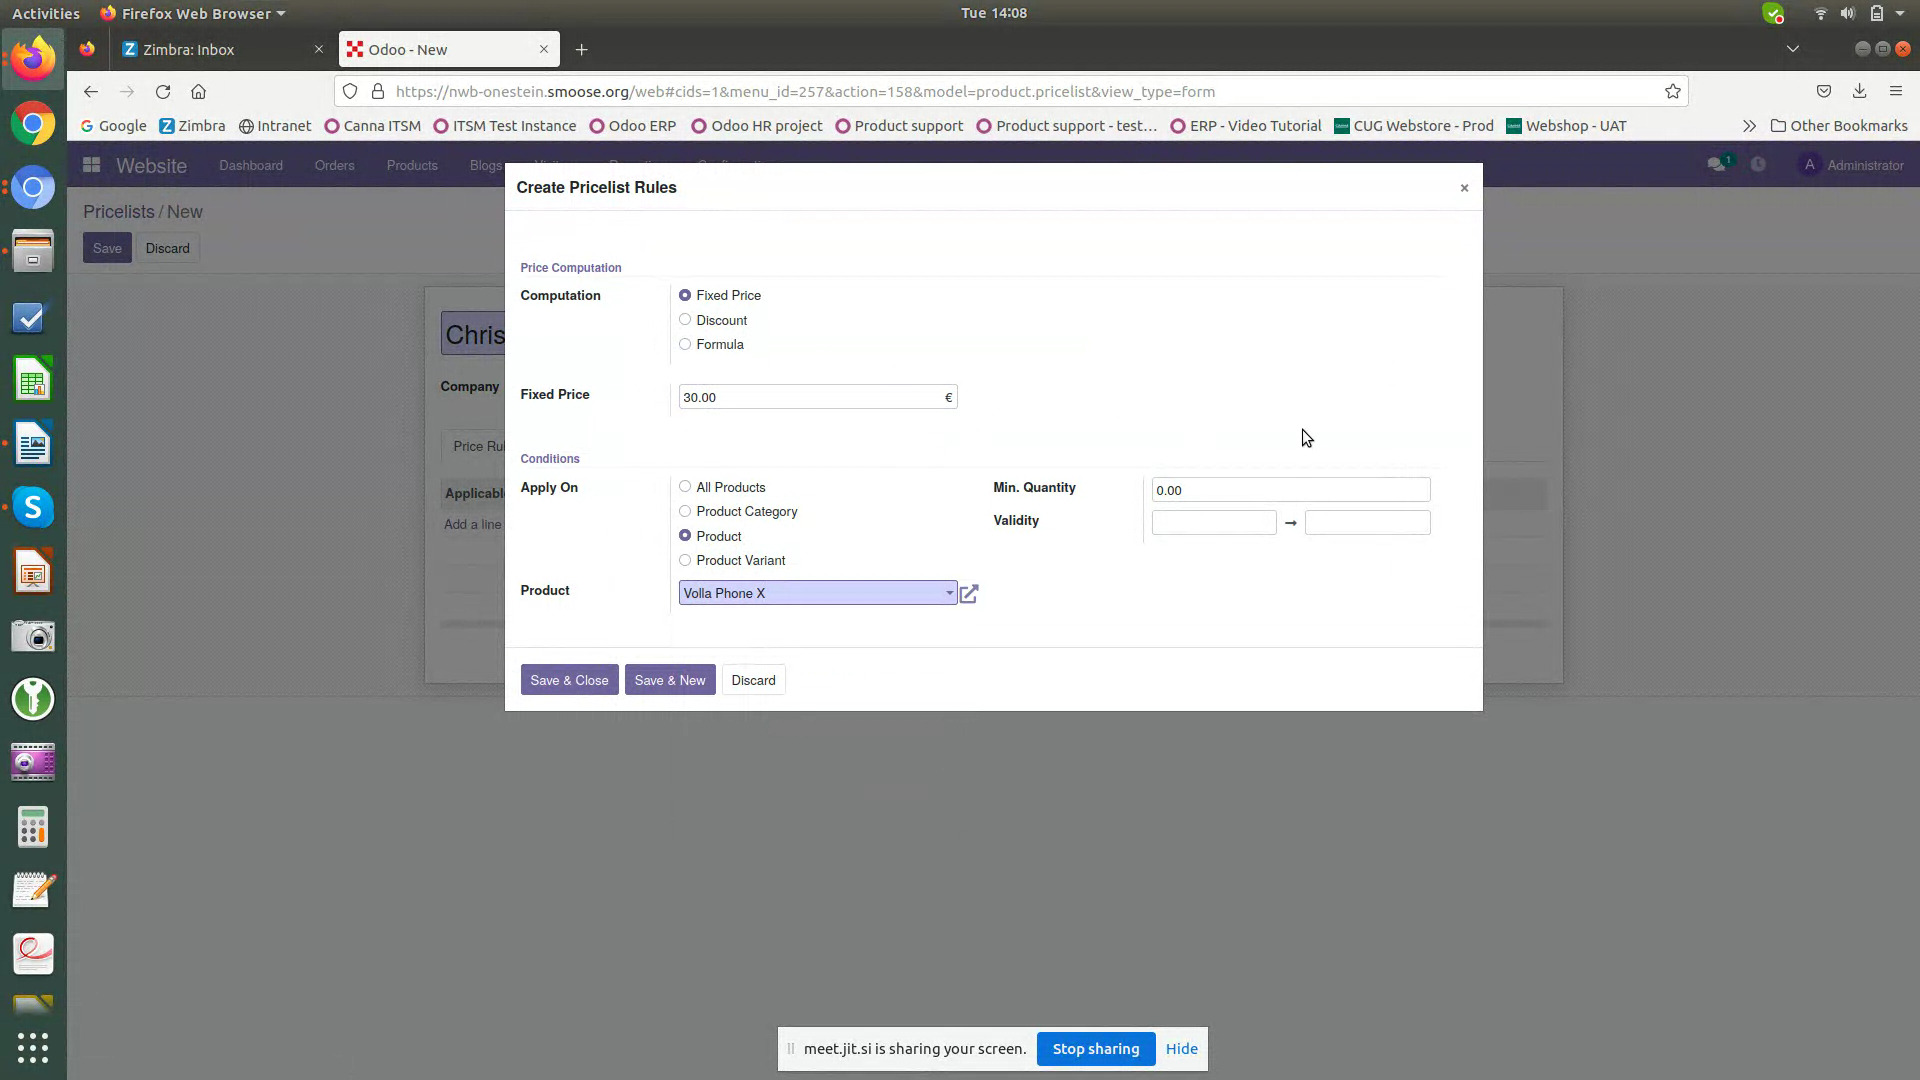 Activities Firefox Web Browser Tue 14:08
Zimbra: Inbox × Odoo - New ×
https://nwb-onestein.smoose.org/web#cids=1&menu_id=257&action=158&model=product.pricelist&view_type=form
Google Zimbra Intranet Canna ITSM ITSM Test Instance Odoo ERP Odoo HR project Product support Product support - test… ERP - Video Tutorial CUG Webstore - Prod Webshop - UAT Other Bookmarks
Website Dashboard Orders Products Blogs 1 A Administrator
Create Pricelist Rules ×
Pricelists / New
Save Discard
Price Computation
Computation Fixed Price
Discount
Formula
Chris
Company
Fixed Price 30.00 €
Price Rul
Conditions
Apply On All Products Min. Quantity 0.00
Applicabl
Product Category
Validity →
Add a line
Product
Product Variant
Product Volla Phone X
Save & Close Save & New Discard
meet.jit.si is sharing your screen. Stop sharing Hide